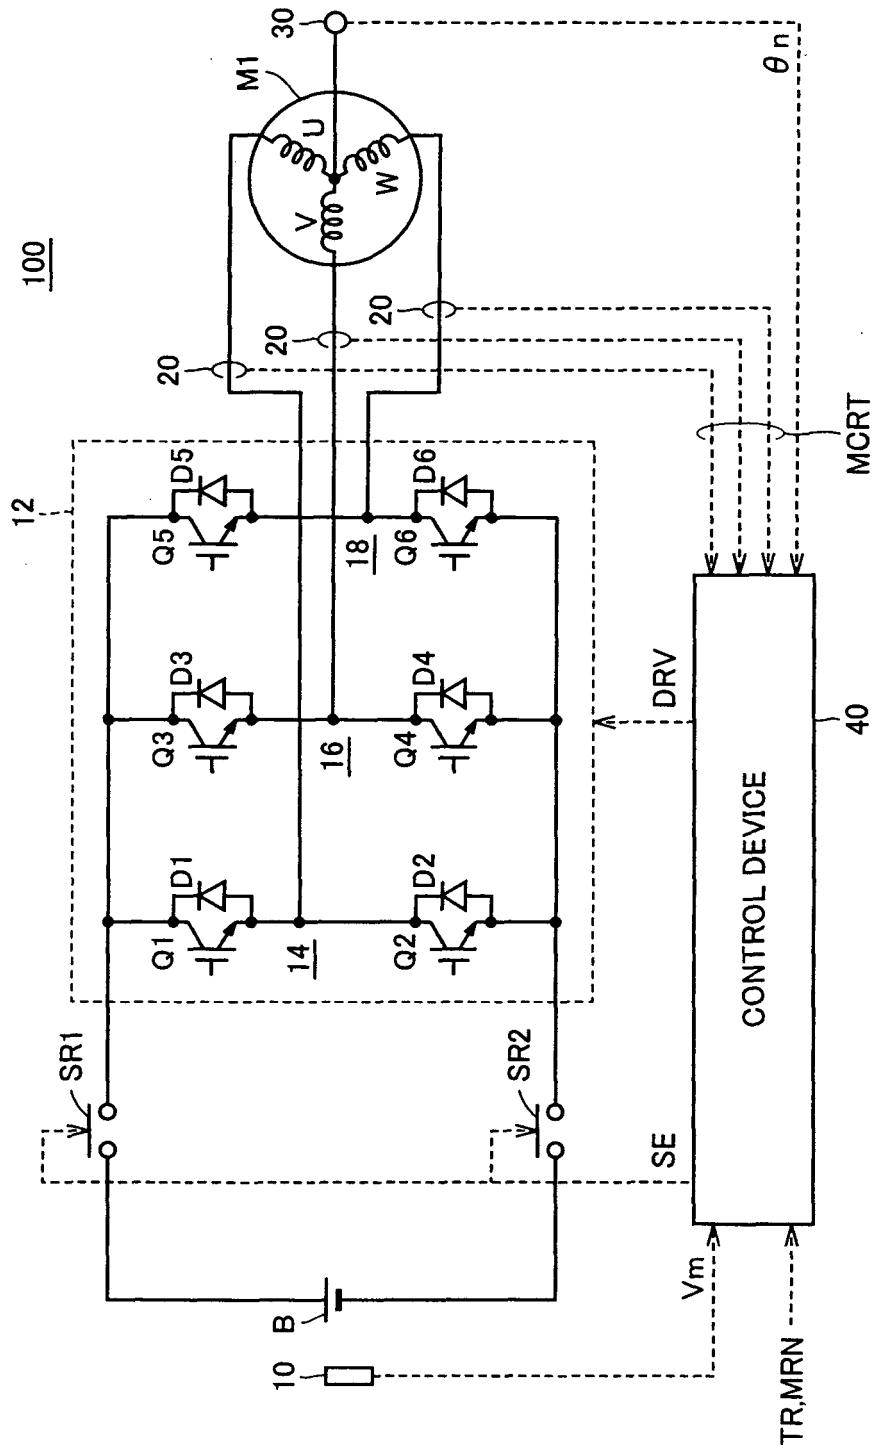 100
12
M1
30
SR1
Q1
D1
Q3
D3
Q5
D5
20
20
20
U
V
W
B
10
14
16
18
Q2
D2
Q4
D4
Q6
D6
SR2
SE
DRV
MCRT
θn
Vm
TR,MRN
CONTROL DEVICE
40